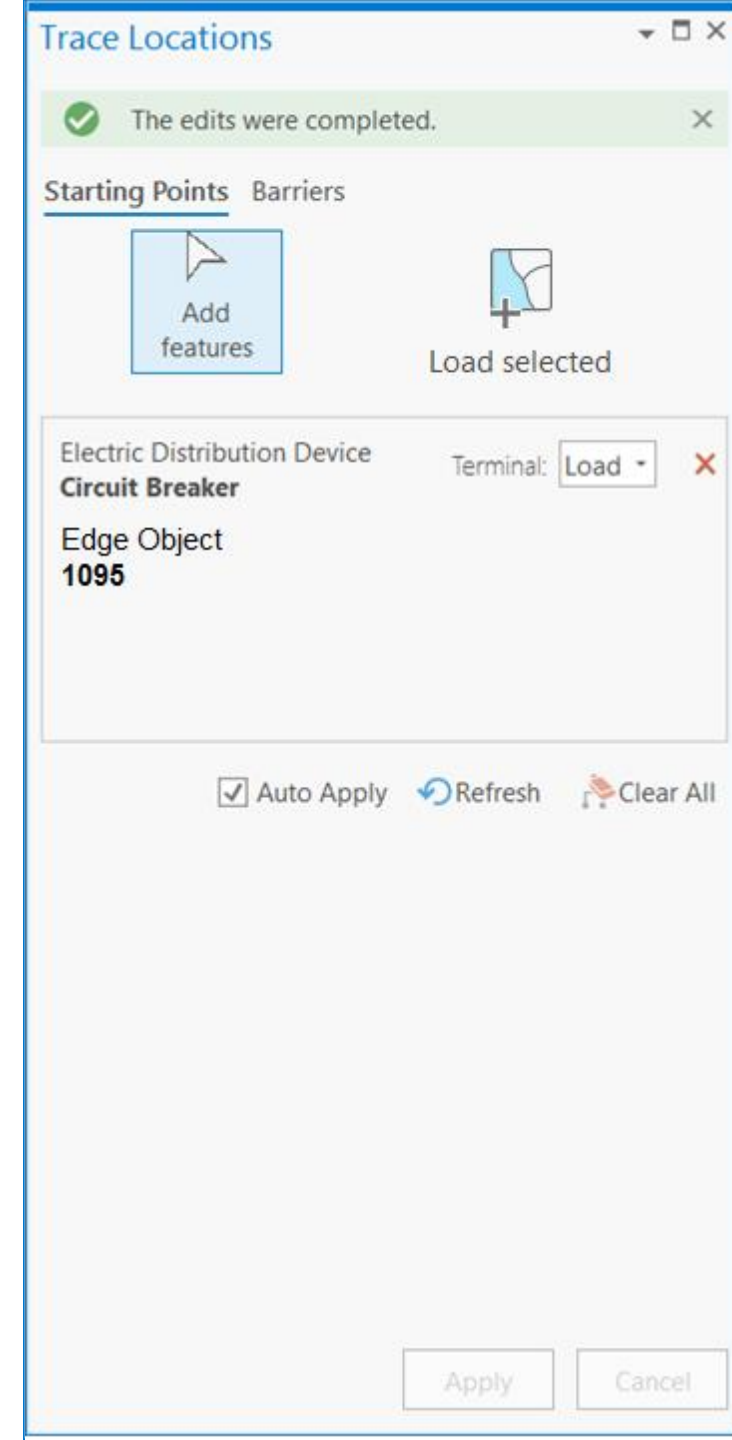 Trace Locations
The edits were completed.
Starting Points Barriers
Add
features
Load selected
Electric Distribution Device
Circuit Breaker
Terminal: Load
Edge Object
1095
Auto Apply Refresh Clear All
Apply Cancel